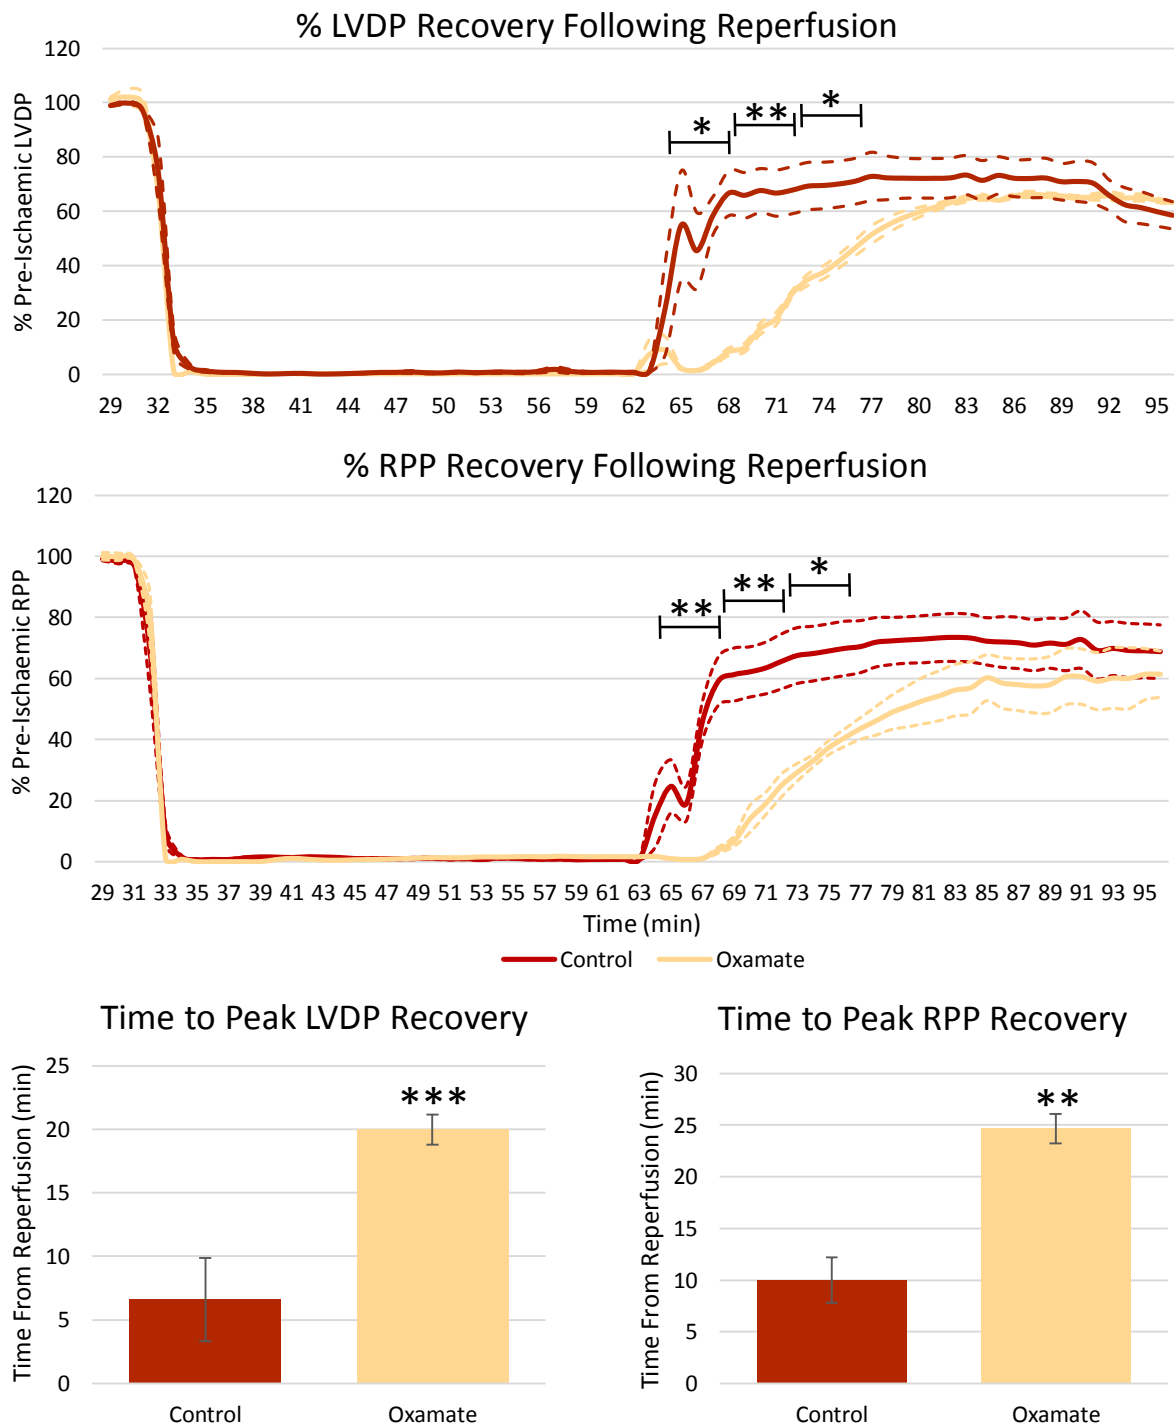 % LVDP Recovery Following Reperfusion
% Pre-Ischaemic LVDP
120
100
80
60
40
20
0
* ** *
29 32 35 38 41 44 47 50 53 56 59 62 65 68 71 74 77 80 83 86 89 92 95
% RPP Recovery Following Reperfusion
% Pre-Ischaemic RPP
120
100
80
60
40
20
0
** ** *
29 31 33 35 37 39 41 43 45 47 49 51 53 55 57 59 61 63 65 67 69 71 73 75 77 79 81 83 85 87 89 91 93 95
Time (min)
Control Oxamate
Time to Peak LVDP Recovery
Time From Reperfusion (min)
25
20
15
10
5
0
***
Control Oxamate
Time to Peak RPP Recovery
Time From Reperfusion (min)
30
25
20
15
10
5
0
**
Control Oxamate